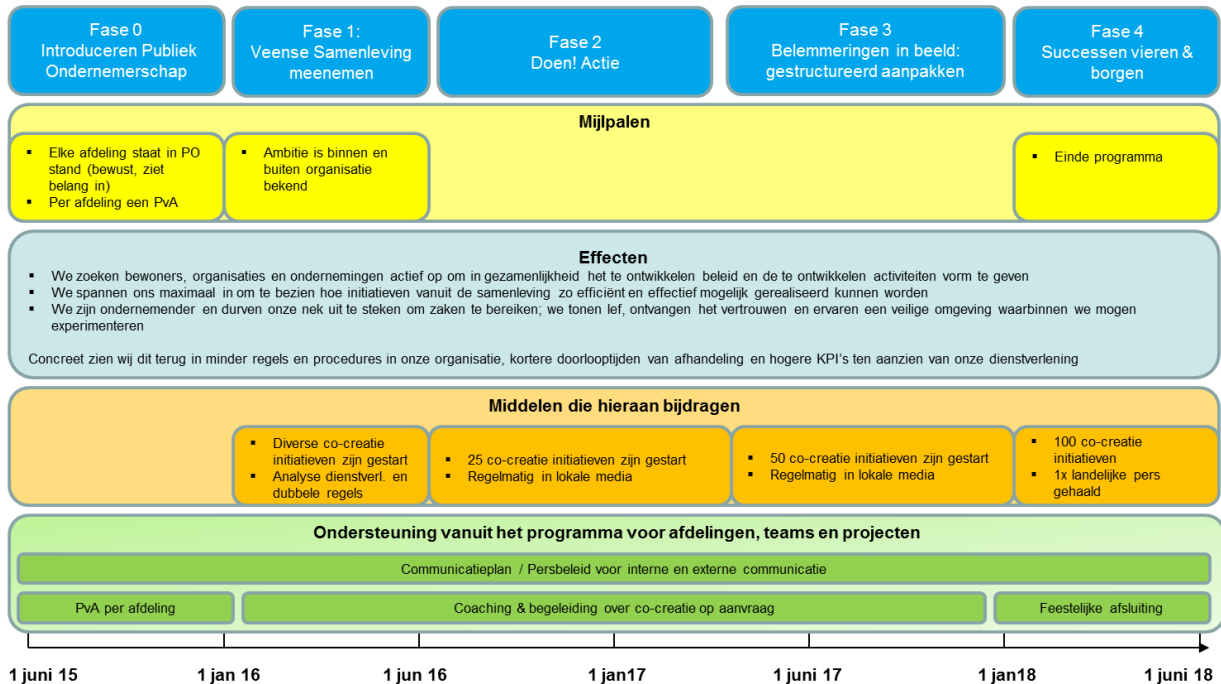 Fase 0
Introduceren Publiek
Ondernemerschap
Fase 1:
Veense Samenleving
meenemen
Fase 2
Doen! Actie
Fase 3
Belemmeringen in beeld:
gestructureerd aanpakken
Fase 4
Successen vieren &
borgen
Mijlpalen
▪ Elke afdeling staat in PO
stand (bewust, ziet
belang in)
▪ Per afdeling een PvA
▪ Ambitie is binnen en
buiten organisatie
bekend
▪ Einde programma
Effecten
▪ We zoeken bewoners, organisaties en ondernemingen actief op om in gezamenlijkheid het te ontwikkelen beleid en de te ontwikkelen activiteiten vorm te geven
▪ We spannen ons maximaal in om te bezien hoe initiatieven vanuit de samenleving zo efficiënt en effectief mogelijk gerealiseerd kunnen worden
▪ We zijn ondernemender en durven onze nek uit te steken om zaken te bereiken; we tonen lef, ontvangen het vertrouwen en ervaren een veilige omgeving waarbinnen we mogen
experimenteren
Concreet zien wij dit terug in minder regels en procedures in onze organisatie, kortere doorlooptijden van afhandeling en hogere KPI's ten aanzien van onze dienstverlening
Middelen die hieraan bijdragen
▪ Diverse co-creatie
initiatieven zijn gestart
▪ Analyse dienstverl. en
dubbele regels
▪ 25 co-creatie initiatieven zijn gestart
▪ Regelmatig in lokale media
▪ 50 co-creatie initiatieven zijn gestart
▪ Regelmatig in lokale media
▪ 100 co-creatie
initiatieven
▪ 1x landelijke pers
gehaald
Ondersteuning vanuit het programma voor afdelingen, teams en projecten
Communicatieplan / Persbeleid voor interne en externe communicatie
PvA per afdeling
Coaching & begeleiding over co-creatie op aanvraag
Feestelijke afsluiting
1 juni 15
1 jan 16
1 jun 16
1 jan17
1 juni 17
1 jan18
1 juni 18